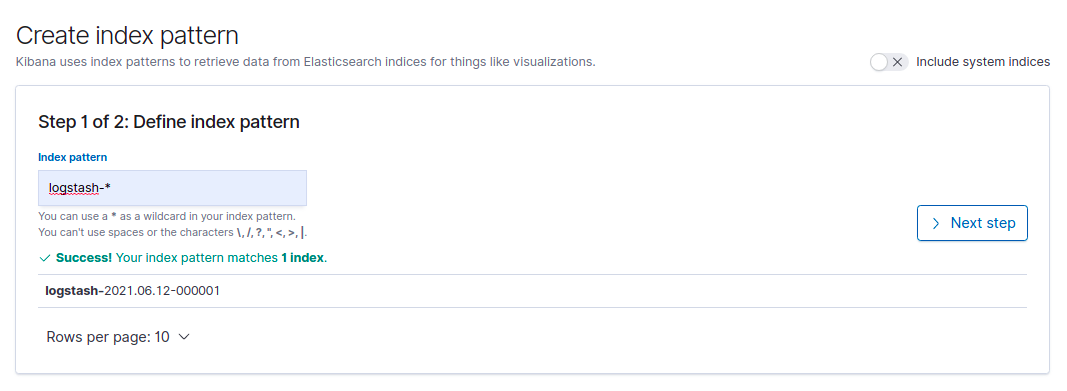 Create index pattern
Kibana uses index patterns to retrieve data from Elasticsearch indices for things like visualizations.
Include system indices
Step 1 of 2: Define index pattern
Index pattern
logstash-*
You can use a * as a wildcard in your index pattern.
You can't use spaces or the characters \, /, ?, ", <, >, |.
Next step
Success! Your index pattern matches 1 index.
logstash-2021.06.12-000001
Rows per page: 10